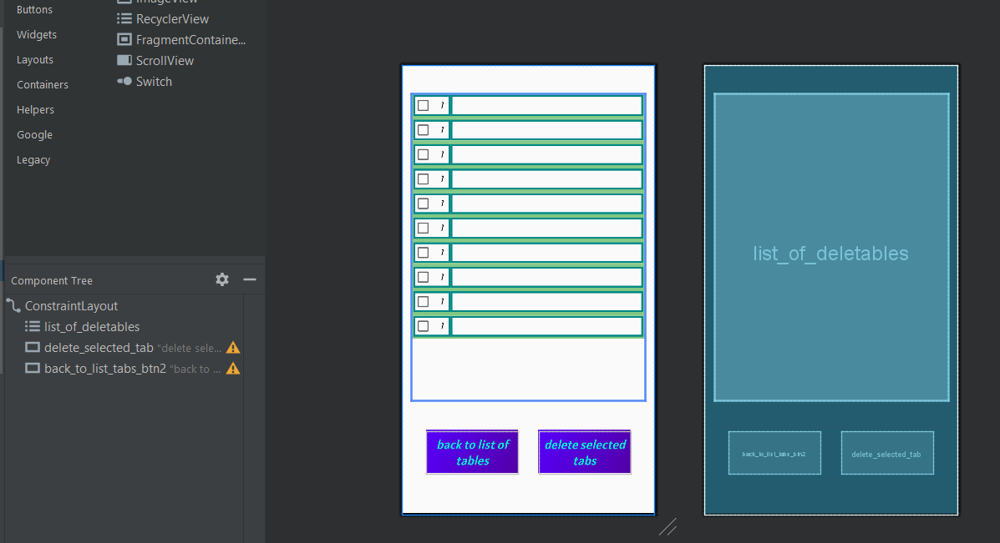 Buttons
ImageView
Widgets
RecyclerView
Layouts
FragmentContaine...
Containers
ScrollView
Helpers
Switch
Google
Legacy
Component Tree
ConstraintLayout
list_of_deletables
delete_selected_tab "delete sele...
back_to_list_tabs_btn2 "back to ...
1
1
1
1
1
1
1
1
1
1
back to list of
tables
delete selected
tabs
list_of_deletables
back_to_list_tabs_btn2
delete_selected_tab